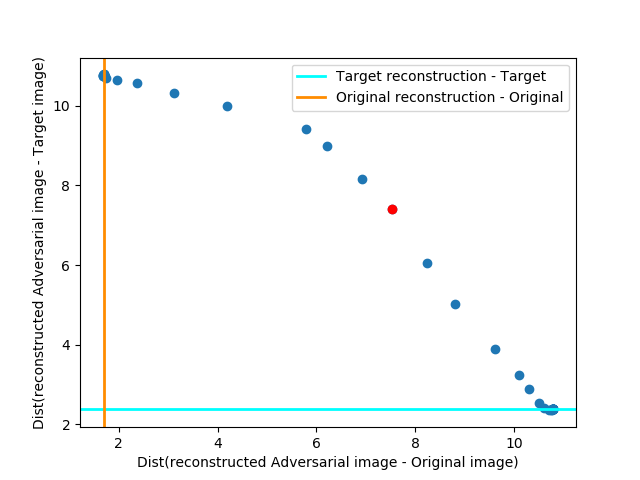 Target reconstruction - Target
Original reconstruction - Original
Dist(reconstructed Adversarial image - Target image)
10
8
6
4
2
2 4 6 8 10
Dist(reconstructed Adversarial image - Original image)